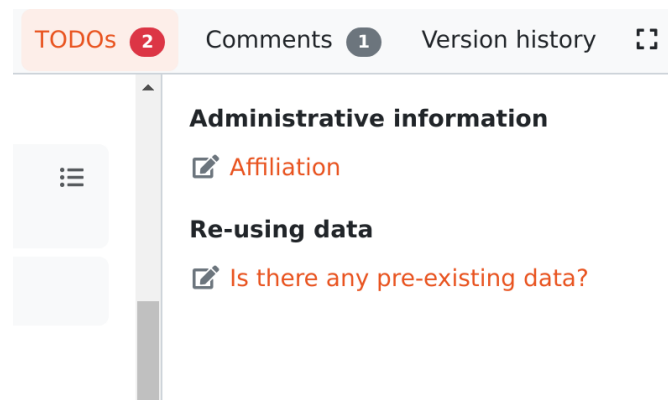 TODOs 2 Comments 1 Version history
Administrative information
Affiliation
Re-using data
Is there any pre-existing data?